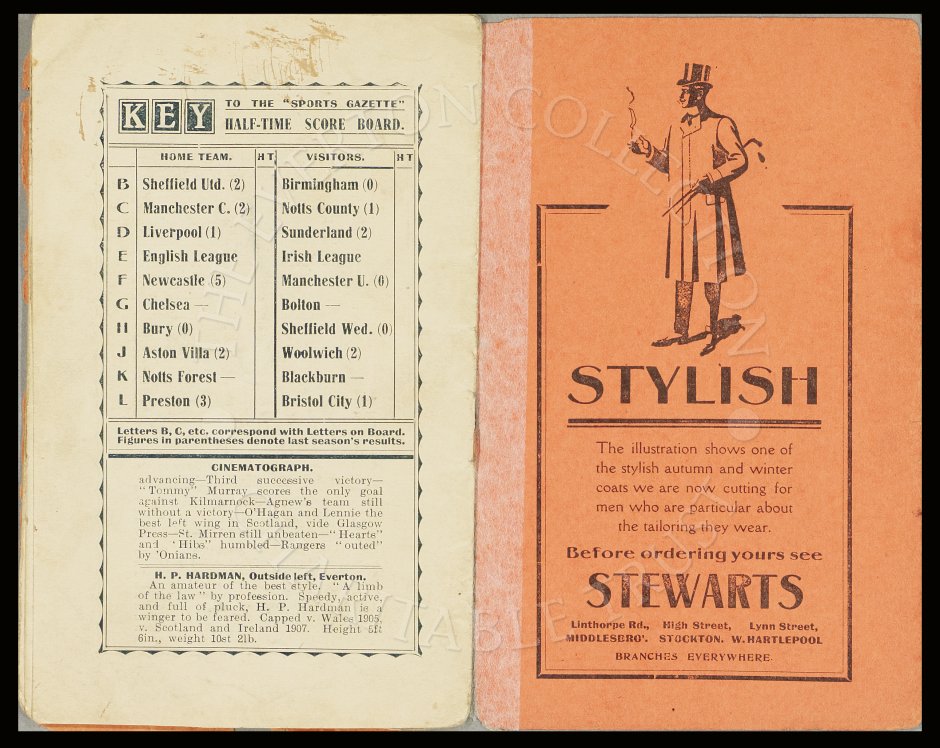 KEY TO THE "SPORTS GAZETTE"
HALF-TIME SCORE BOARD.
HOME TEAM. HT VISITORS. HT
B Sheffield Utd. (2) Birmingham (0)
C Manchester C. (2) Notts County (1)
D Liverpool (1) Sunderland (2)
E English League Irish League
F Newcastle (5) Manchester U. (0)
G Chelsea — Bolton —
H Bury (0) Sheffield Wed. (0)
J Aston Villa (2) Woolwich (2)
K Notts Forest — Blackburn —
L Preston (3) Bristol City (1)
Letters B, C, etc. correspond with Letters on Board.
Figures in parentheses denote last season's results.
CINEMATOGRAPH.
advancing—Third successive victory—
"Tommy" Murray scores the only goal
against Kilmarnock—Agnew's team still
without a victory—O'Hagan and Lennie the
best left wing in Scotland, vide Glasgow
Press—St. Mirren still unbeaten—"Hearts"
and 'Hibs" humbled—Rangers "outed"
by 'Onians.
H. P. HARDMAN, Outside left, Everton.
An amateur of the best style. "A limb
of the law" by profession. Speedy, active,
and full of pluck, H. P. Hardman is a
winger to be feared. Capped v. Wales 1905,
v. Scotland and Ireland 1907. Height 5ft
6in., weight 10st 2lb.
STYLISH
The illustration shows one of
the stylish autumn and winter
coats we are now cutting for
men who are particular about
the tailoring they wear.
Before ordering yours see
STEWARTS
Linthorpe Rd., High Street, Lynn Street,
MIDDLESBRO'. STOCKTON. W. HARTLEPOOL
BRANCHES EVERYWHERE.
THE EVERTON COLLECTION
CHARITABLE TRUST